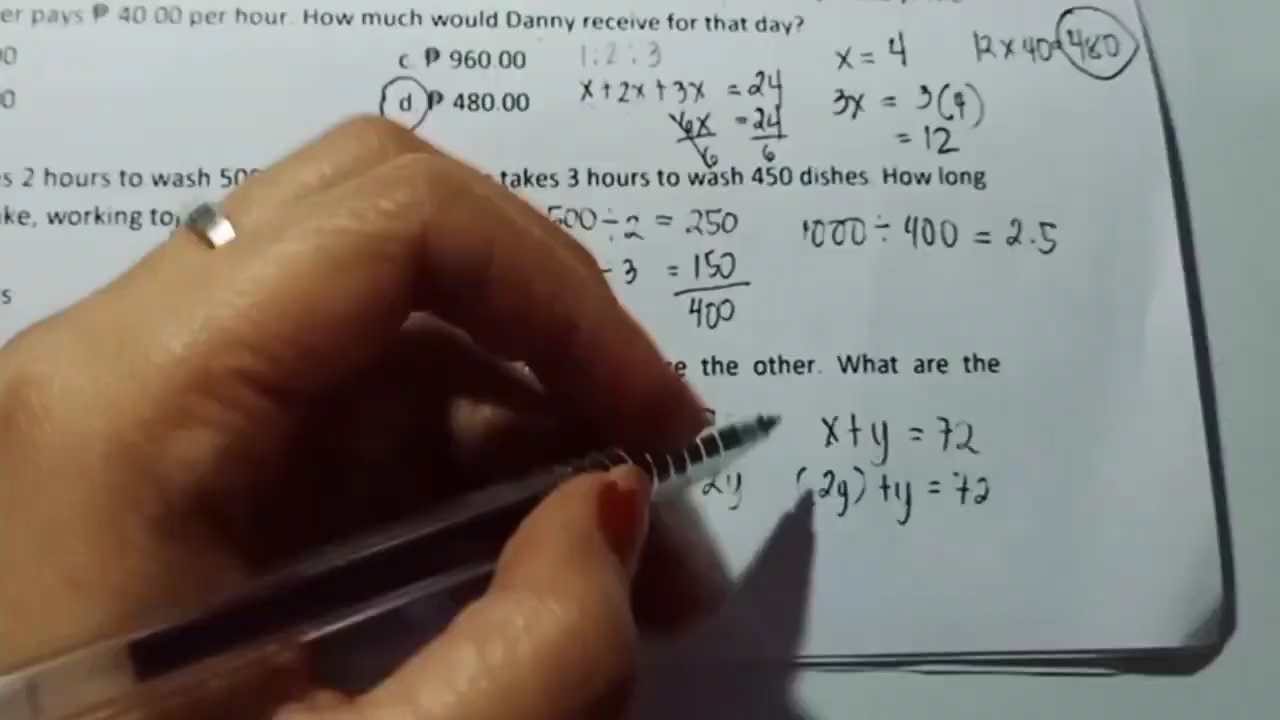 er pays ₱ 40 00 per hour. How much would Danny receive for that day?
c. ₱ 960.00
d ₱ 480.00
1 : 2 : 3
x + 2x + 3x = 24
6x = 24
6 6
x = 4
3x = 3(4)
= 12
12 x 40 = 480
s 2 hours to wash 50 takes 3 hours to wash 450 dishes. How long
ke, working to
500 ÷ 2 = 250
3 = 150
400
1000 ÷ 400 = 2.5
s
the other. What are the
x + y = 72
2y
(2y) + y = 72